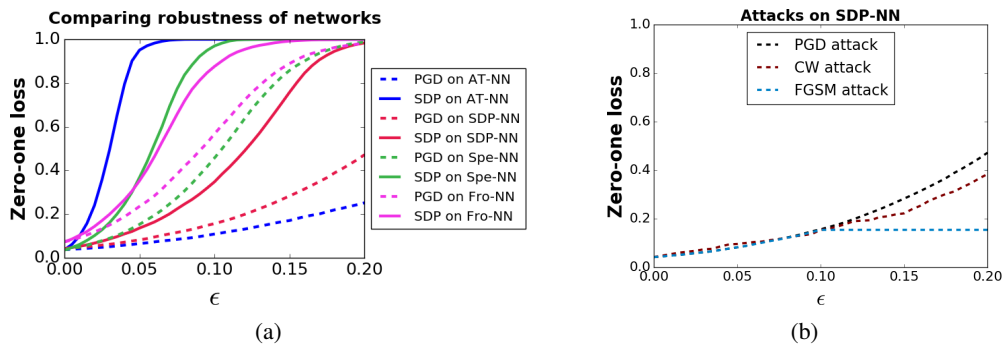 Comparing robustness of networks
Zero-one loss
1.0
0.8
0.6
0.4
0.2
0.0
0.00 0.05 0.10 0.15 0.20
ϵ
PGD on AT-NN
SDP on AT-NN
PGD on SDP-NN
SDP on SDP-NN
PGD on Spe-NN
SDP on Spe-NN
PGD on Fro-NN
SDP on Fro-NN
(a)
Attacks on SDP-NN
Zero-one loss
1.0
0.8
0.6
0.4
0.2
0.0
0.00 0.05 0.10 0.15 0.20
ϵ
PGD attack
CW attack
FGSM attack
(b)